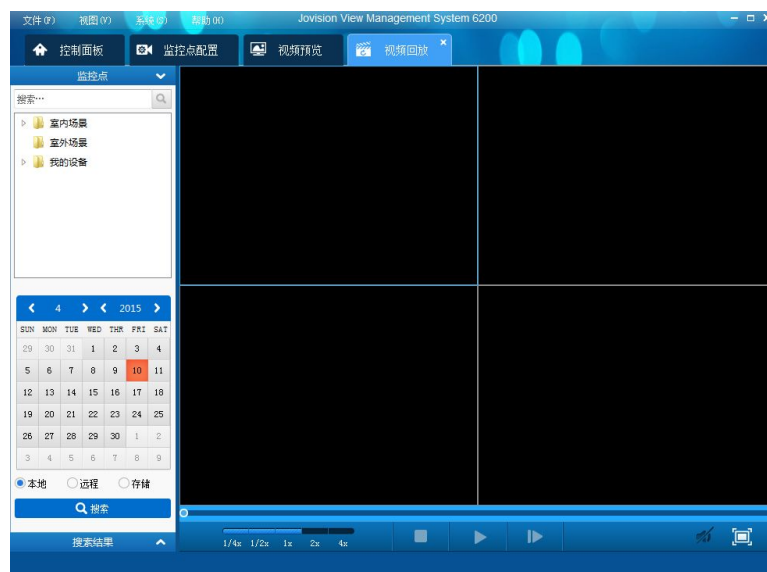 文件(F) 视图(V) 系统(S) 帮助(H) Jovision View Management System 6200
控制面板 监控点配置 视频预览 视频回放
监控点
搜索…
室内场景
室外场景
我的设备
4 2015
SUN MON TUE WED THR FRI SAT
29 30 31 1 2 3 4
5 6 7 8 9 10 11
12 13 14 15 16 17 18
19 20 21 22 23 24 25
26 27 28 29 30 1 2
3 4 5 6 7 8 9
本地 远程 存储
搜索
搜索结果
1/4x 1/2x 1x 2x 4x